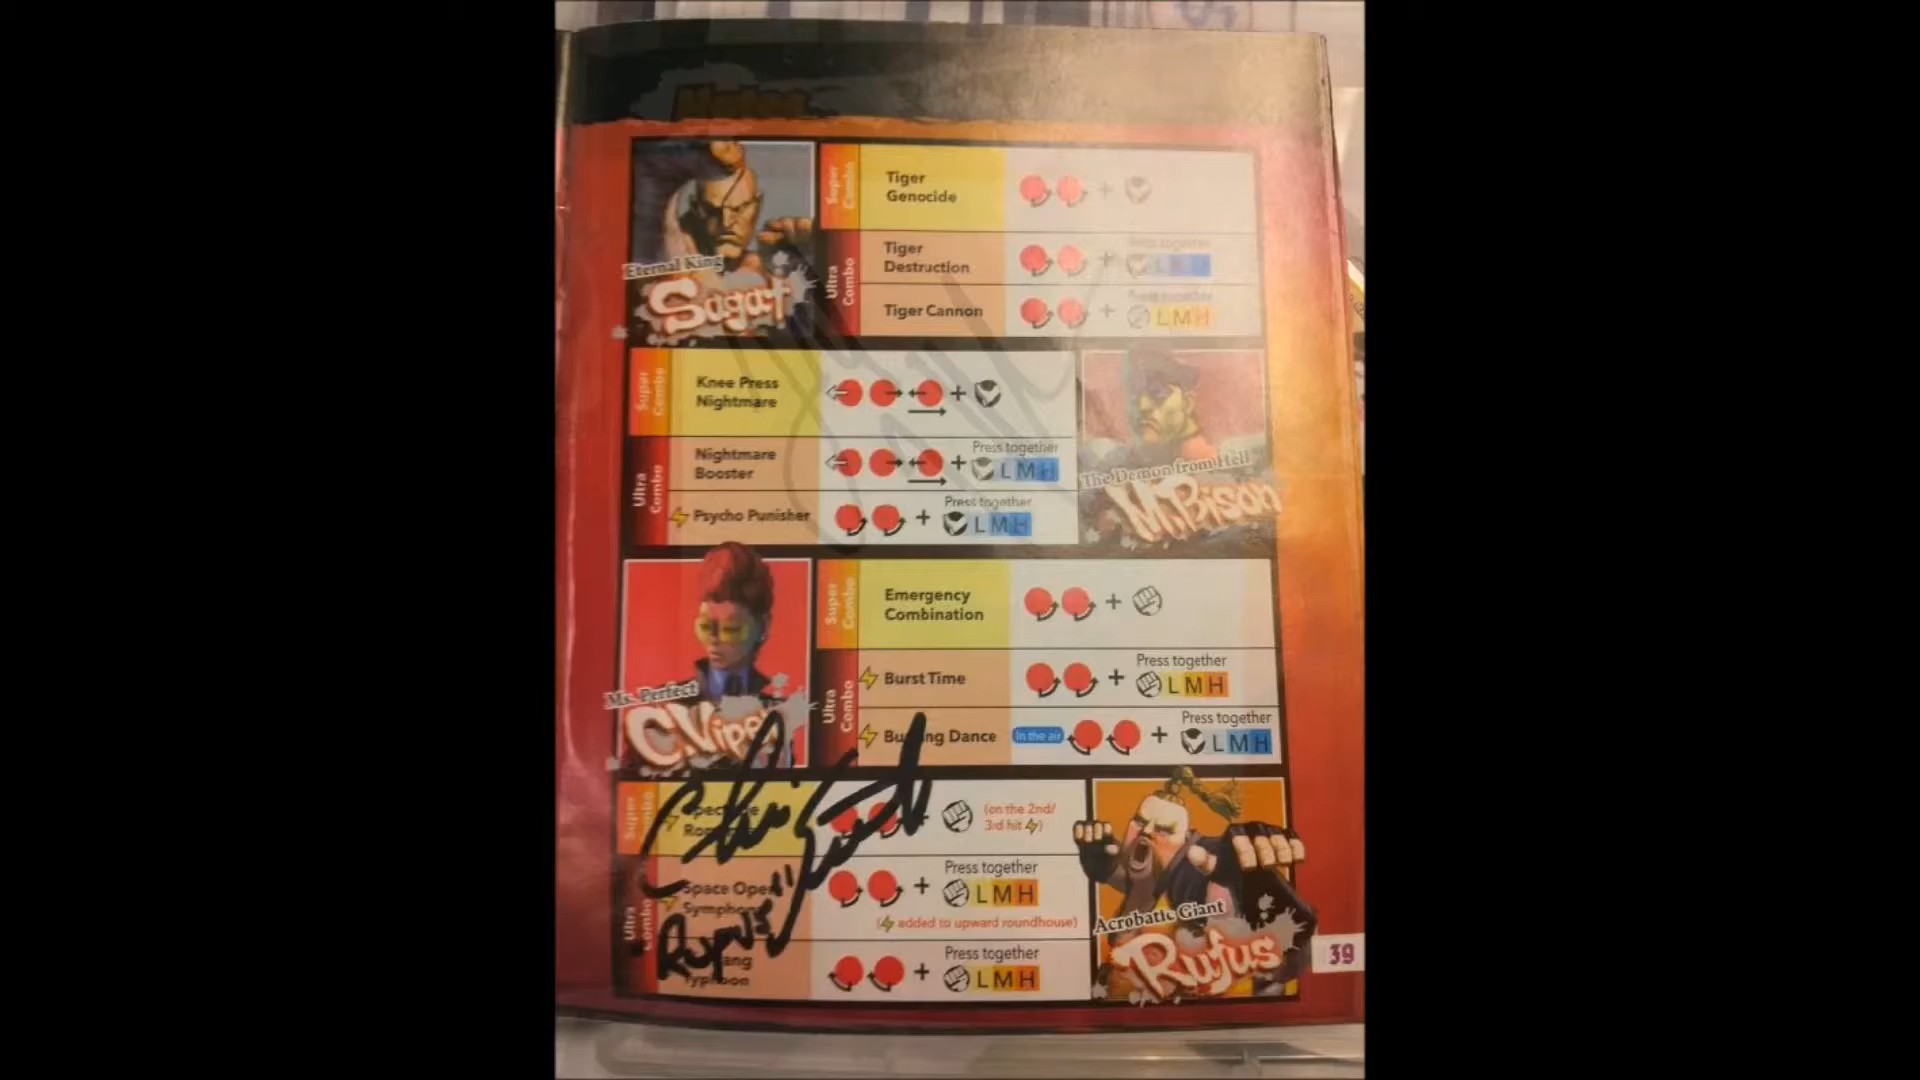 Super Combo
Tiger Genocide
Ultra Combo
Tiger Destruction
Press together
L M H
Tiger Cannon
Press together
L M H
Eternal King
Sagat
Super Combo
Knee Press Nightmare
Ultra Combo
Nightmare Booster
Press together
L M H
Psycho Punisher
Press together
L M H
The Demon from Hell
M.Bison
Super Combo
Emergency Combination
Ultra Combo
Burst Time
Press together
L M H
In the air
Press together
L M H
Ms. Perfect
C.Viper
Dance
Super Combo
(on the 2nd/
3rd hit )
Ultra Combo
Space
Press together
L M H
( added to upward roundhouse)
Press together
L M H
Acrobatic Giant
Rufus
39